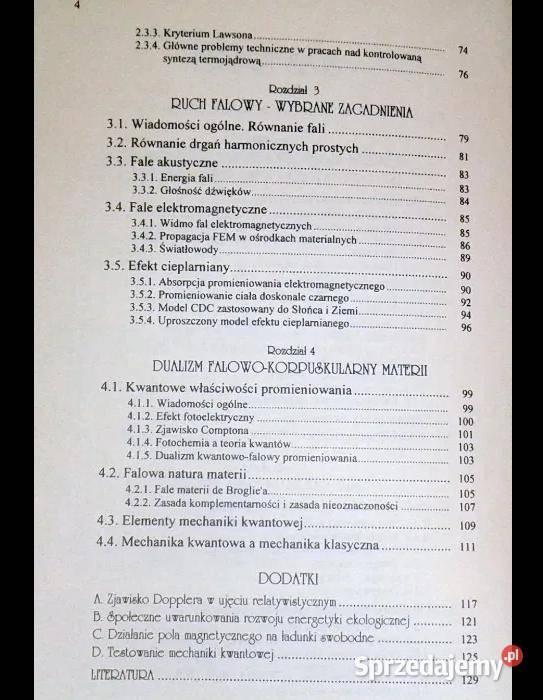 4
2.3.3. Kryterium Lawsona 74
2.3.4. Główne problemy techniczne w pracach nad kontrolowaną
syntezą termojądrową 76
Rozdział 3
RUCH FALOWY - WYBRANE ZAGADNIENIA
3.1. Wiadomości ogólne. Równanie fali 79
3.2. Równanie drgań harmonicznych prostych 81
3.3. Fale akustyczne 83
3.3.1. Energia fali 83
3.3.2. Głośność dźwięków 84
3.4. Fale elektromagnetyczne 85
3.4.1. Widmo fal elektromagnetycznych 85
3.4.2. Propagacja FEM w ośrodkach materialnych 86
3.4.3. Światłowody 89
3.5. Efekt cieplarniany 90
3.5.1. Absorpcja promieniowania elektromagnetycznego 90
3.5.2. Promieniowanie ciała doskonale czarnego 92
3.5.3. Model CDC zastosowany do Słońca i Ziemi 94
3.5.4. Uproszczony model efektu cieplarnianego 96
Rozdział 4
DUALIZM FALOWO-KORPUSKULARNY MATERII
4.1. Kwantowe właściwości promieniowania 99
4.1.1. Wiadomości ogólne 99
4.1.2. Efekt fotoelektryczny 100
4.1.3. Zjawisko Comptona 101
4.1.4. Fotochemia a teoria kwantów 103
4.1.5. Dualizm kwantowo-falowy promieniowania 103
4.2. Falowa natura materii 105
4.2.1. Fale materii de Broglie'a 105
4.2.2. Zasada komplementarności i zasada nieoznaczoności 107
4.3. Elementy mechaniki kwantowej 109
4.4. Mechanika kwantowa a mechanika klasyczna 111
DODATKI
A. Zjawisko Dopplera w ujęciu relatywistycznym 117
B. Społeczne uwarunkowania rozwoju energetyki ekologicznej 121
C. Działanie pola magnetycznego na ładunki swobodne 123
D. Testowanie mechaniki kwantowej 125
LITERATURA 129
Sprzedajemy.pl